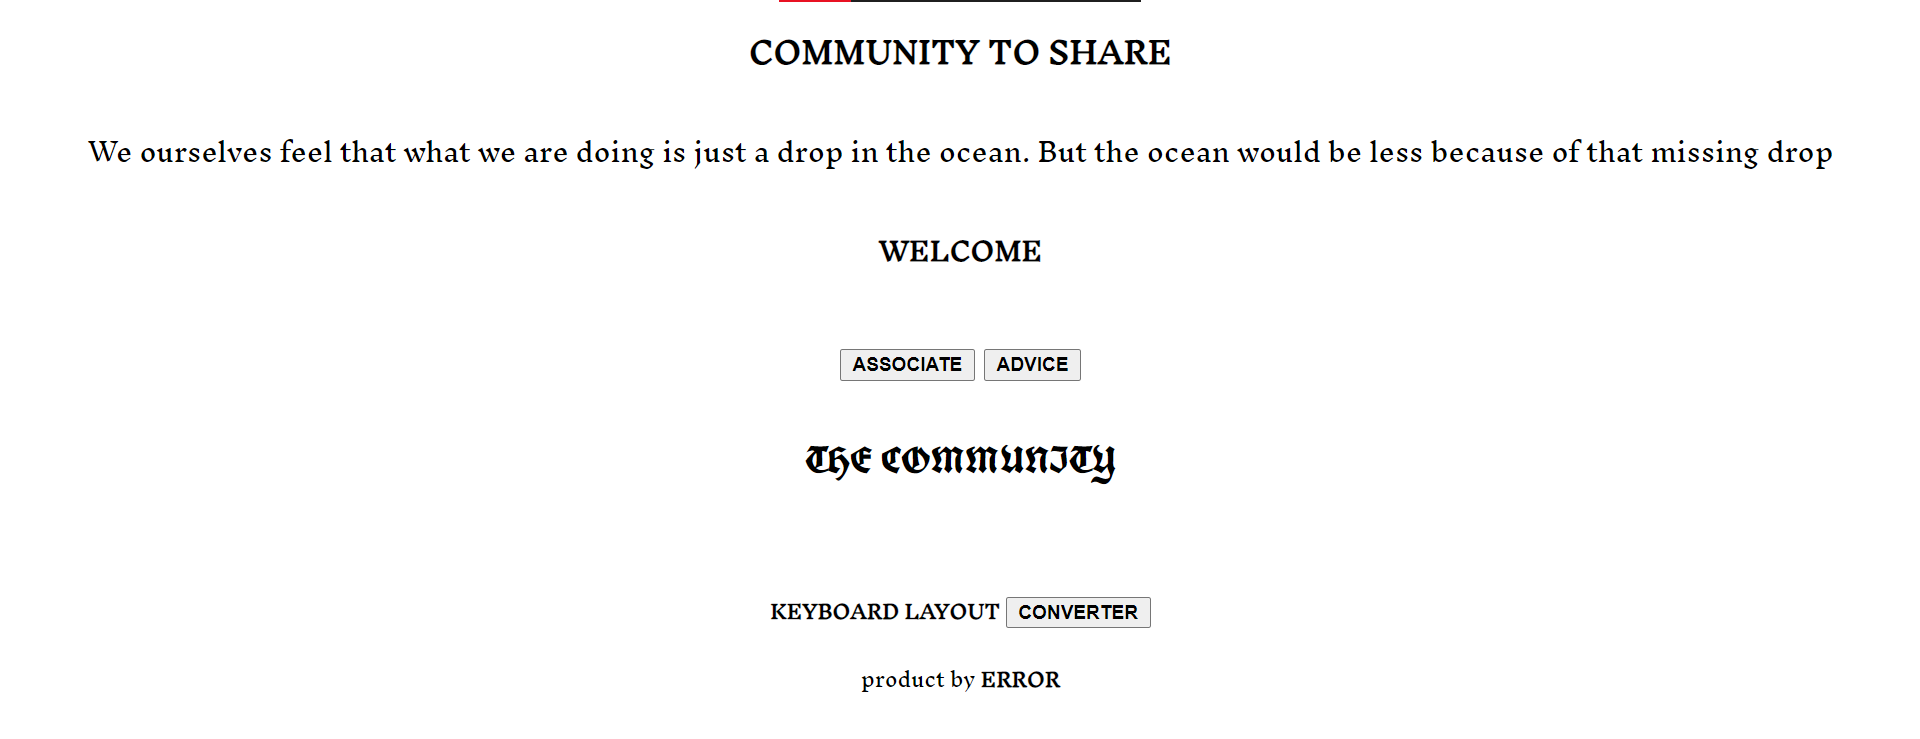 COMMUNITY TO SHARE
We ourselves feel that what we are doing is just a drop in the ocean. But the ocean would be less because of that missing drop
WELCOME
ASSOCIATE ADVICE
THE COMMUNITY
KEYBOARD LAYOUT CONVERTER
product by ERROR